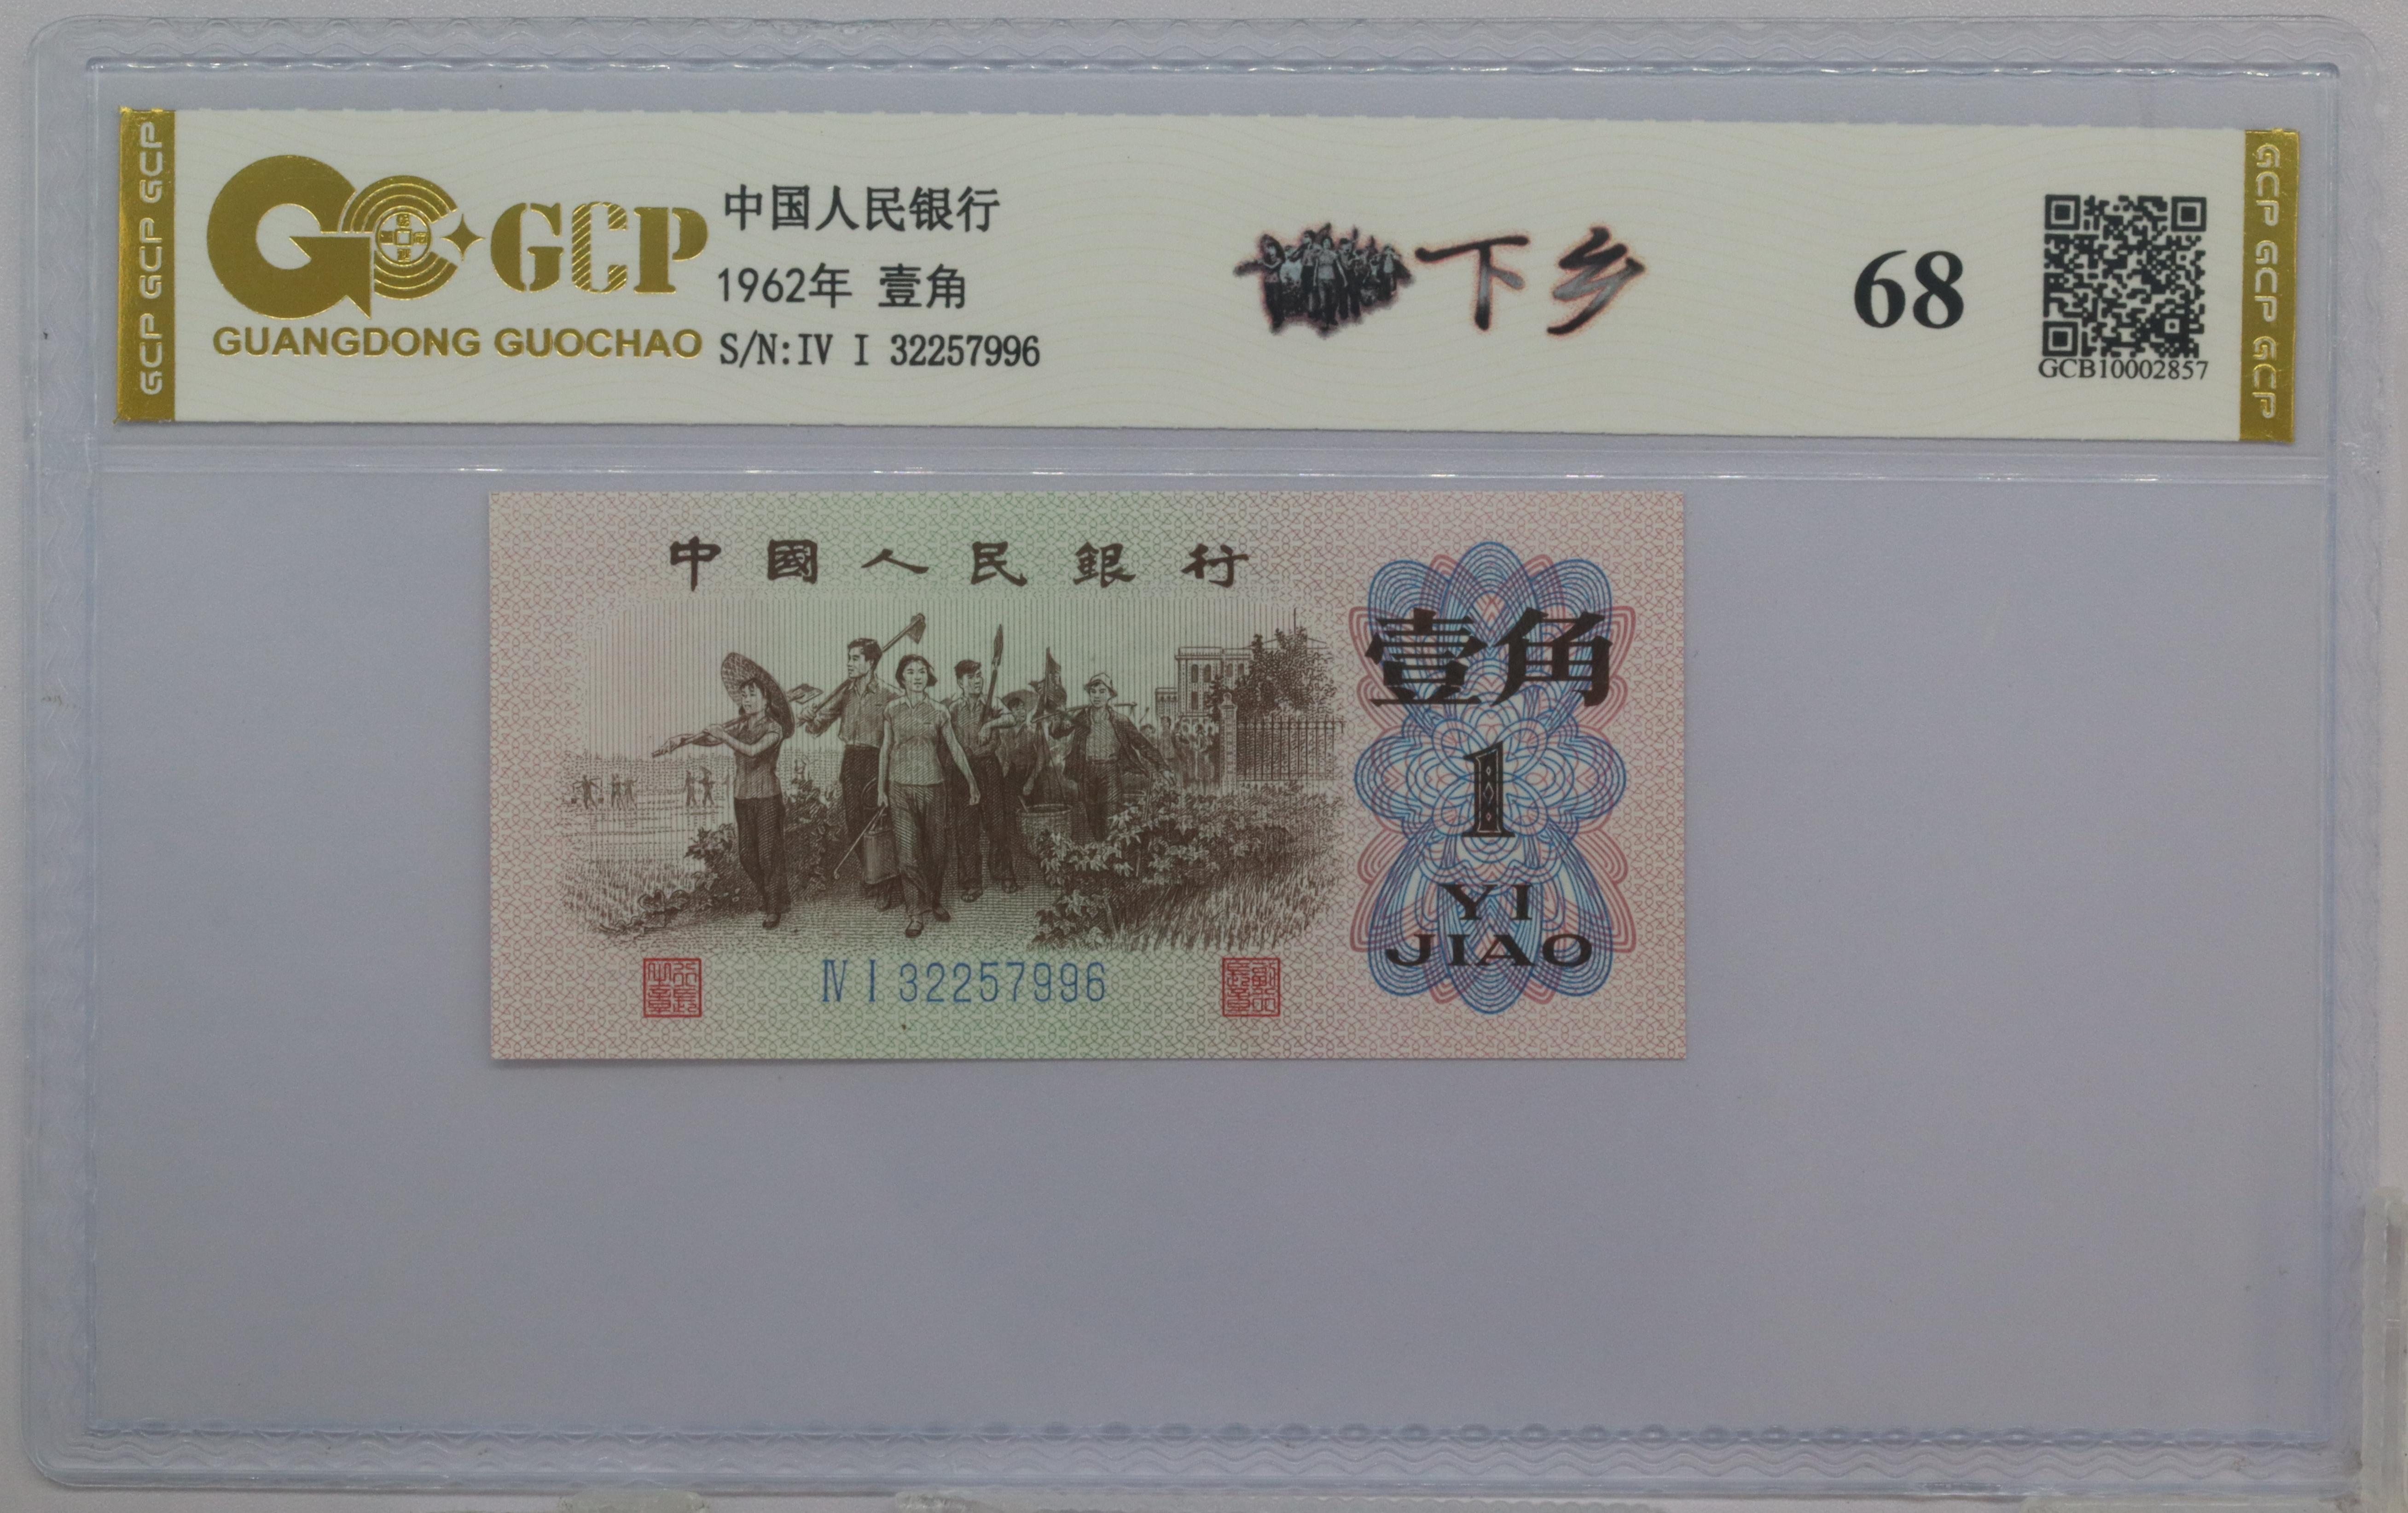 GCP GCP GCP
GCP
GUANGDONG GUOCHAO
中国人民银行
1962年 壹角
S/N:IV I 32257996
下乡
68
GCB10002857
GCP GCP GCP
中國人民銀行
壹角
1
YI
JIAO
IV I 32257996